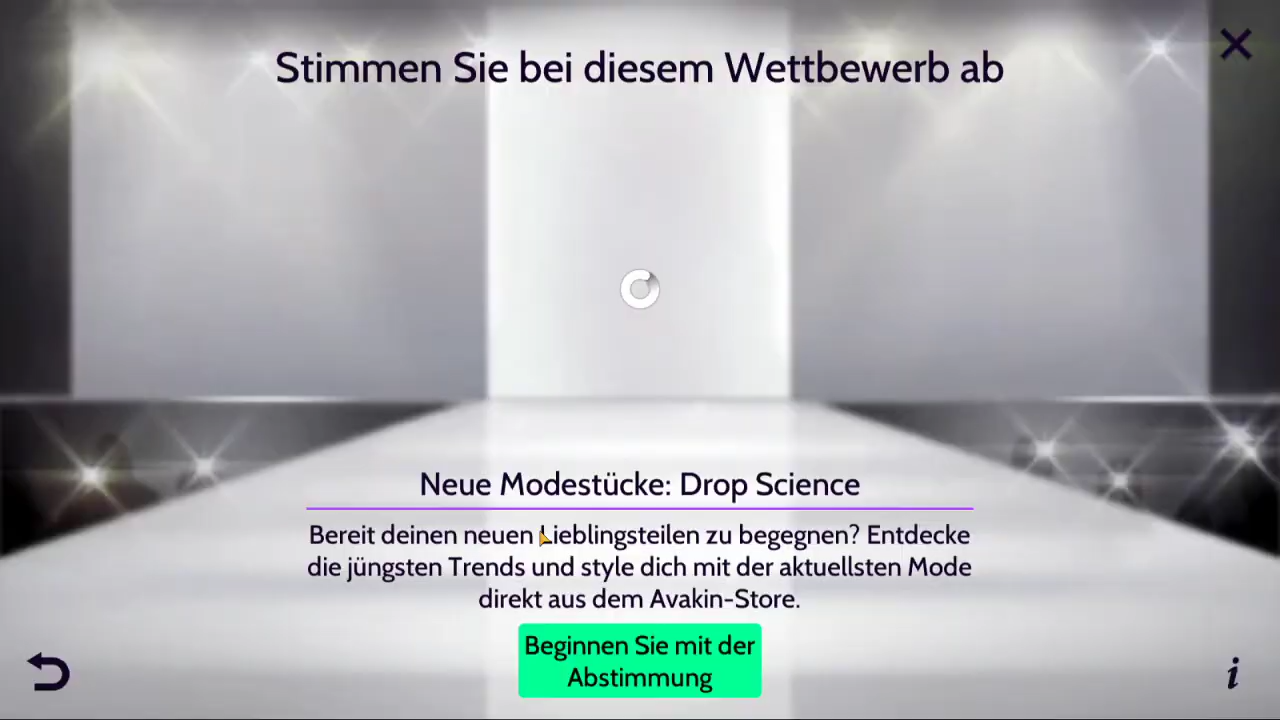 Stimmen Sie bei diesem Wettbewerb ab
Neue Modestücke: Drop Science
Bereit deinen neuen Lieblingsteilen zu begegnen? Entdecke
die jüngsten Trends und style dich mit der aktuellsten Mode
direkt aus dem Avakin-Store.
Beginnen Sie mit der
Abstimmung
i